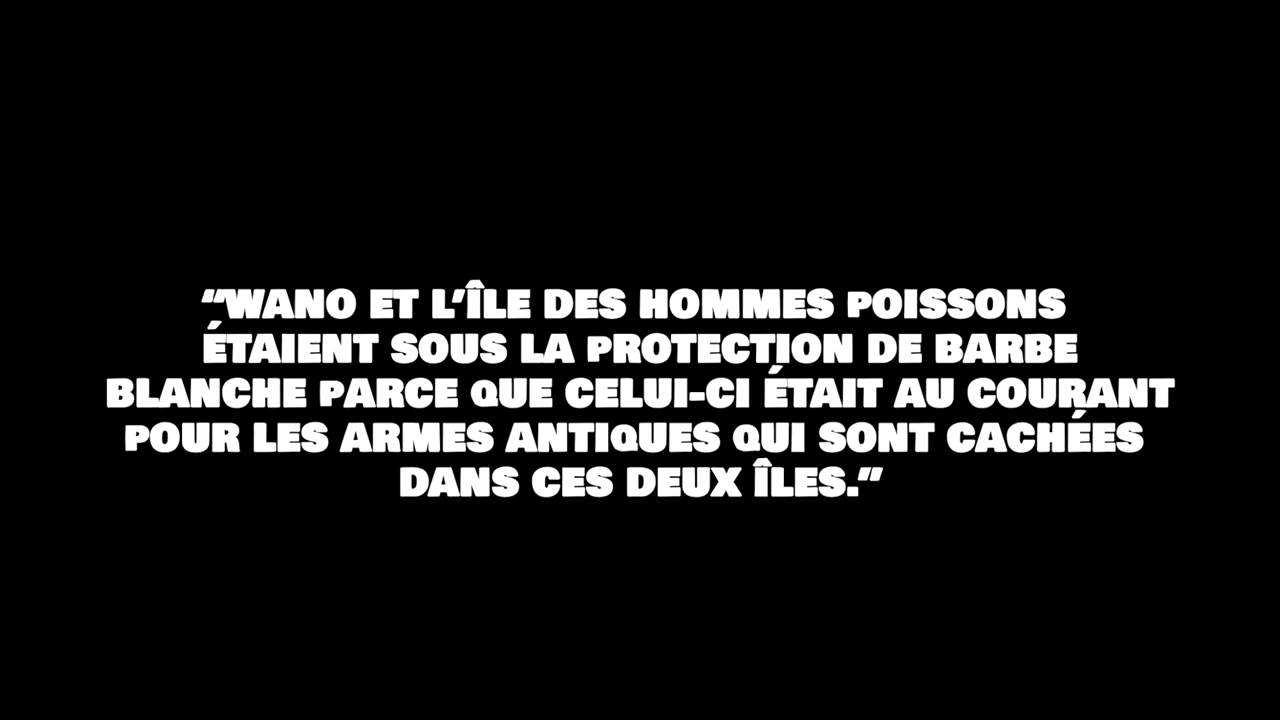 “WANO ET L’ÎLE DES HOMMES POISSONS
ÉTAIENT SOUS LA PROTECTION DE BARBE
BLANCHE PARCE QUE CELUI-CI ÉTAIT AU COURANT
POUR LES ARMES ANTIQUES QUI SONT CACHÉES
DANS CES DEUX ÎLES.”